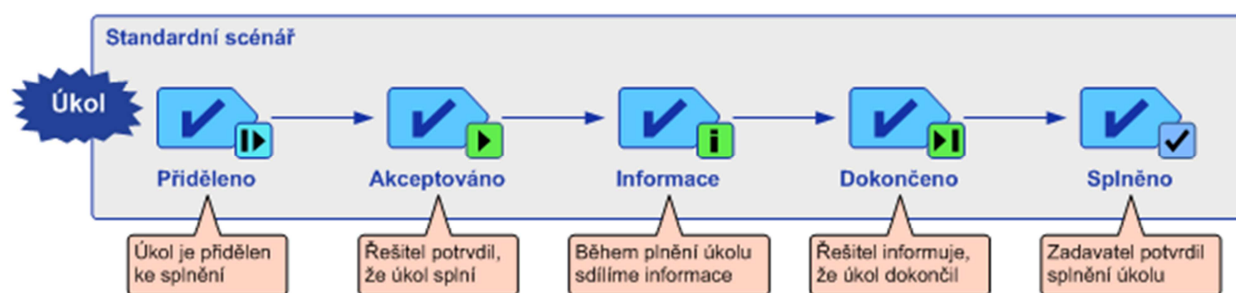 Standardní scénář
Úkol
Přiděleno
Akceptováno
Informace
Dokončeno
Splněno
Úkol je přidělen
ke splnění
Řešitel potrvdil,
že úkol splní
Během plnění úkolu
sdílíme informace
Řešitel informuje,
že úkol dokončil
Zadavatel potvrdil
splnění úkolu